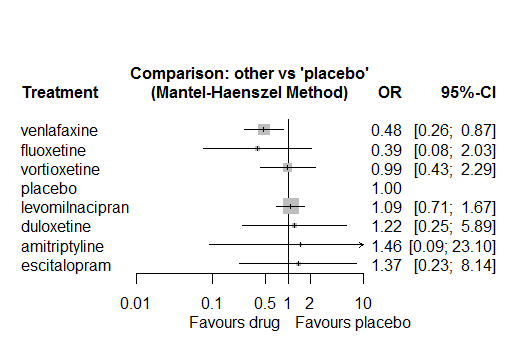 Comparison: other vs 'placebo'
Treatment (Mantel-Haenszel Method) OR 95%-CI
venlafaxine 0.48 [0.26; 0.87]
fluoxetine 0.39 [0.08; 2.03]
vortioxetine 0.99 [0.43; 2.29]
placebo 1.00
levomilnacipran 1.09 [0.71; 1.67]
duloxetine 1.22 [0.25; 5.89]
amitriptyline 1.46 [0.09; 23.10]
escitalopram 1.37 [0.23; 8.14]
0.01 0.1 0.5 1 2 10
Favours drug Favours placebo